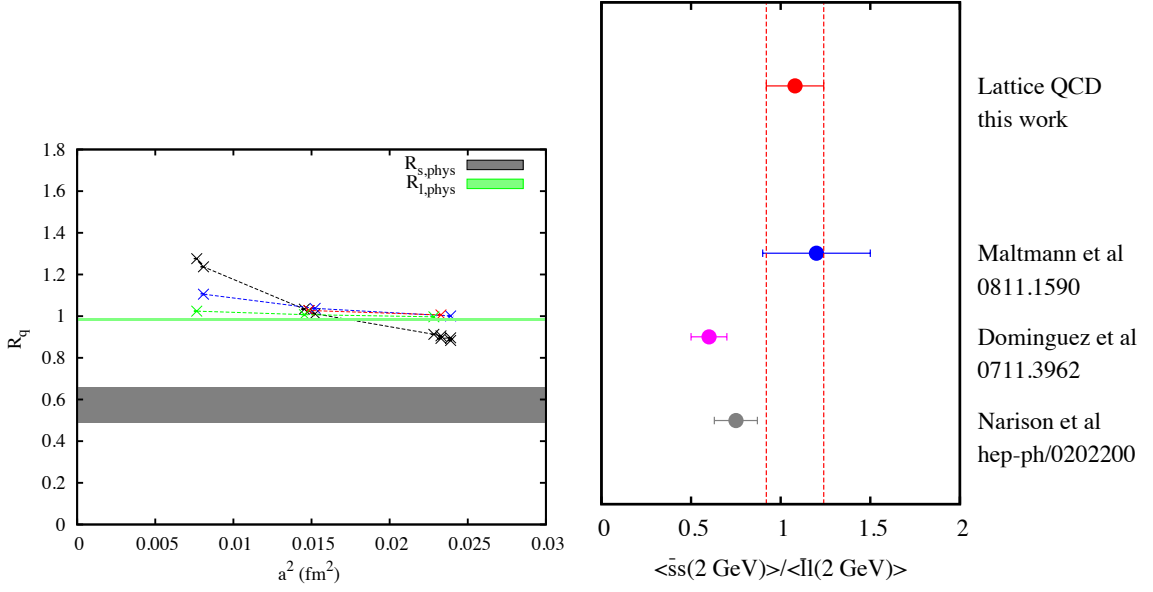 1.8
1.6
1.4
1.2
1
0.8
0.6
0.4
0.2
0
R_q
R_s,phys
R_l,phys
0 0.005 0.01 0.015 0.02 0.025 0.03
a² (fm²)
Lattice QCD
this work
Maltmann et al
0811.1590
Dominguez et al
0711.3962
Narison et al
hep-ph/0202200
0 0.5 1 1.5 2
<s̄s(2 GeV)>/<l̄l(2 GeV)>